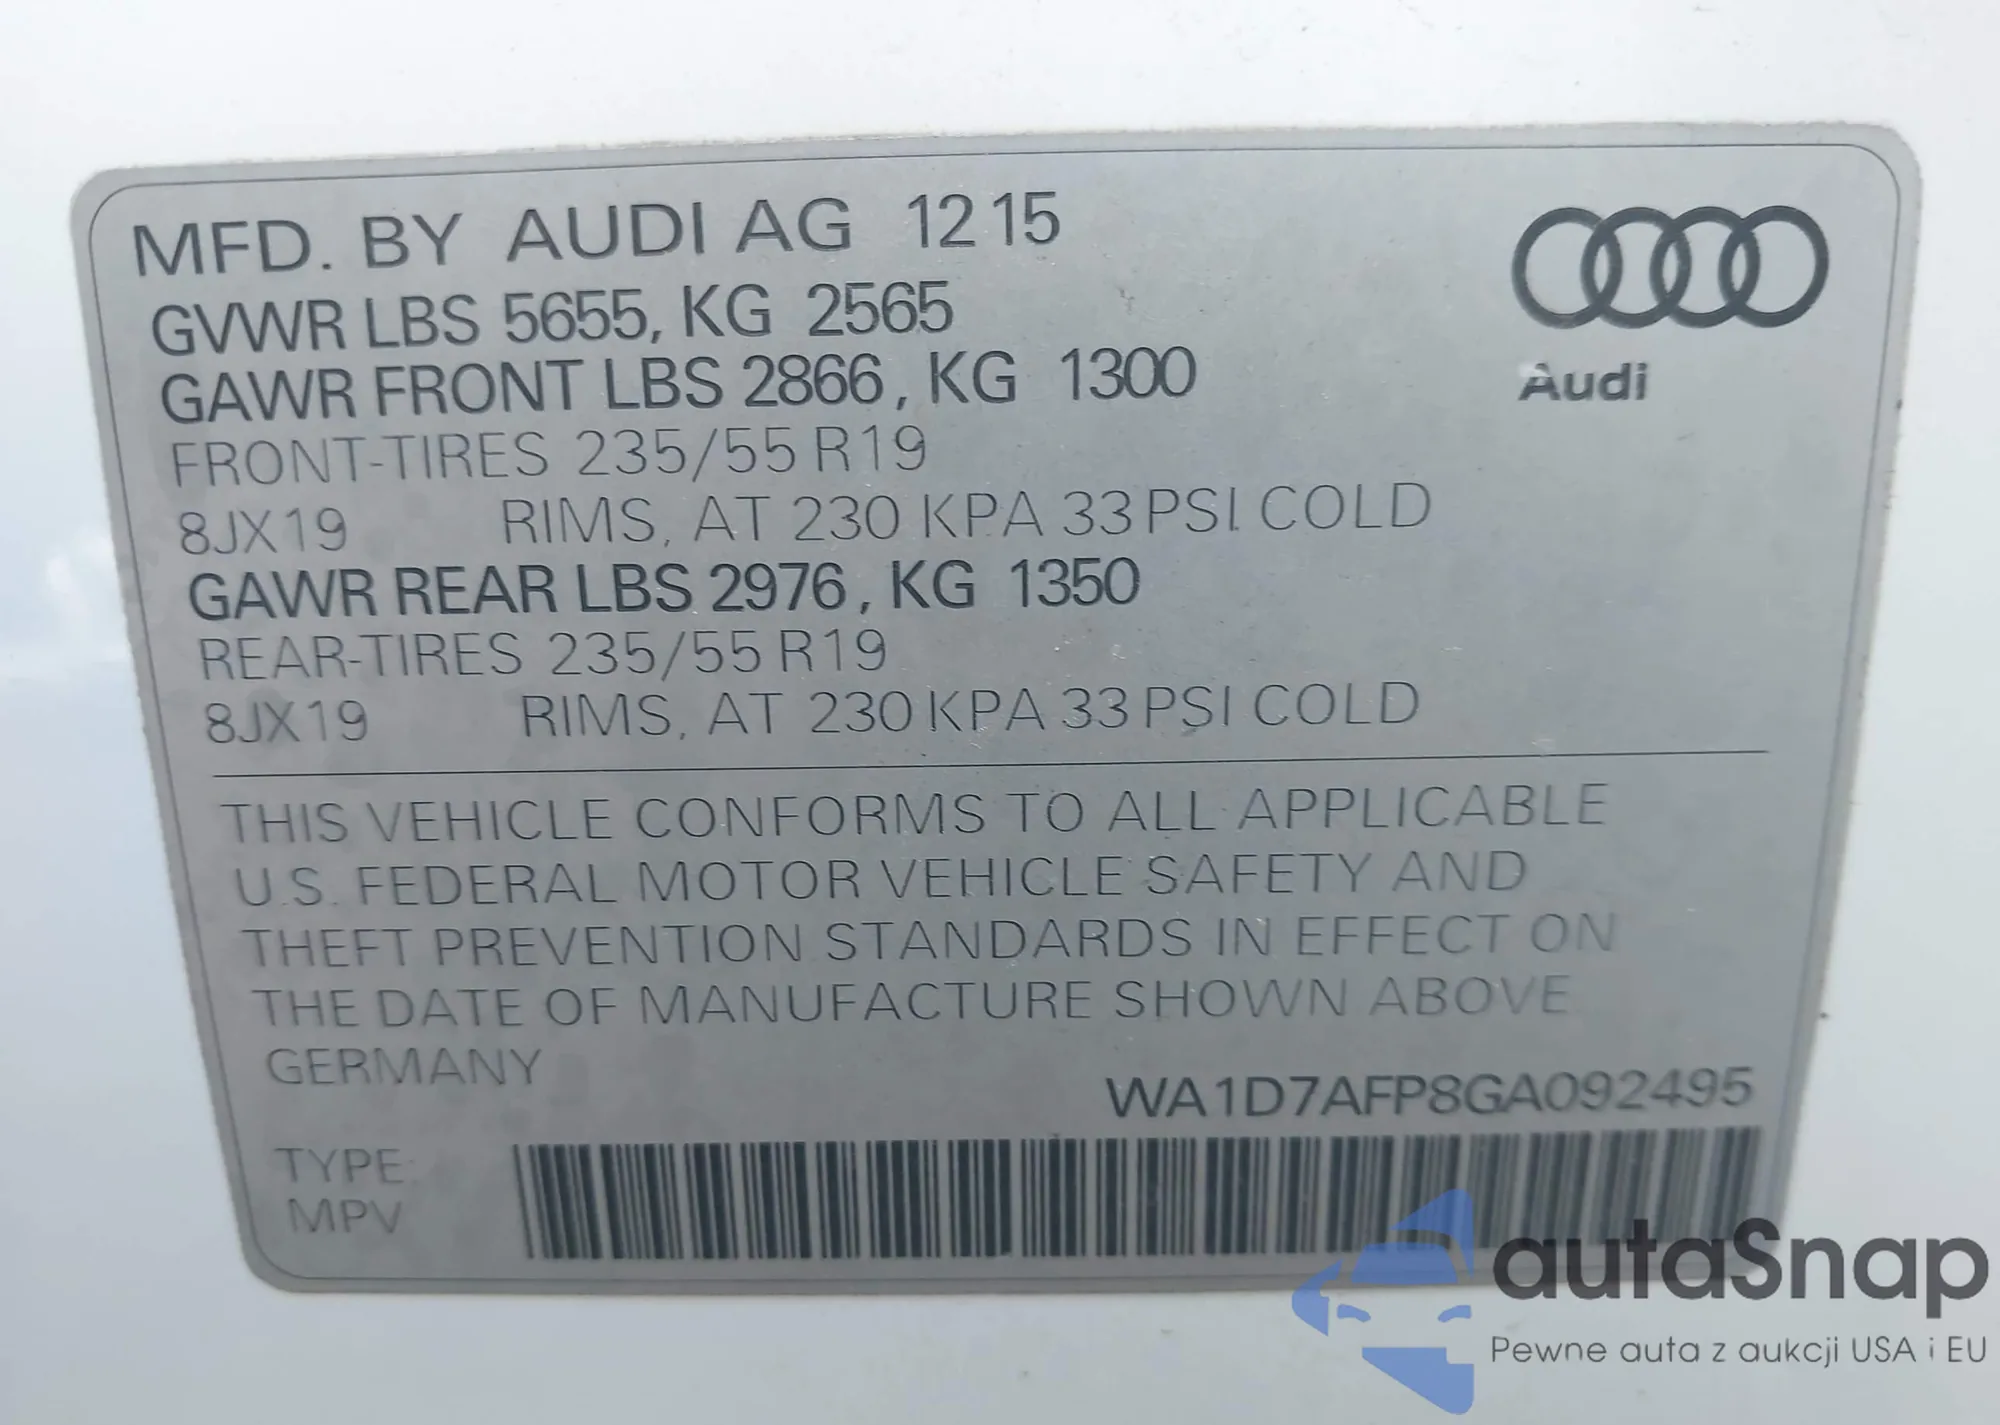 MFD. BY AUDI AG 12 15
GVWR LBS 5655, KG 2565
GAWR FRONT LBS 2866, KG 1300
FRONT-TIRES 235/55 R19
8JX19 RIMS, AT 230 KPA 33 PSI COLD
GAWR REAR LBS 2976, KG 1350
REAR-TIRES 235/55 R19
8JX19 RIMS, AT 230 KPA 33 PSI COLD
Audi
THIS VEHICLE CONFORMS TO ALL APPLICABLE
U.S. FEDERAL MOTOR VEHICLE SAFETY AND
THEFT PREVENTION STANDARDS IN EFFECT ON
THE DATE OF MANUFACTURE SHOWN ABOVE
GERMANY
WA1D7AFP8GA092495
TYPE:
MPV
autaSnap
Pewne auta z aukcji USA i EU